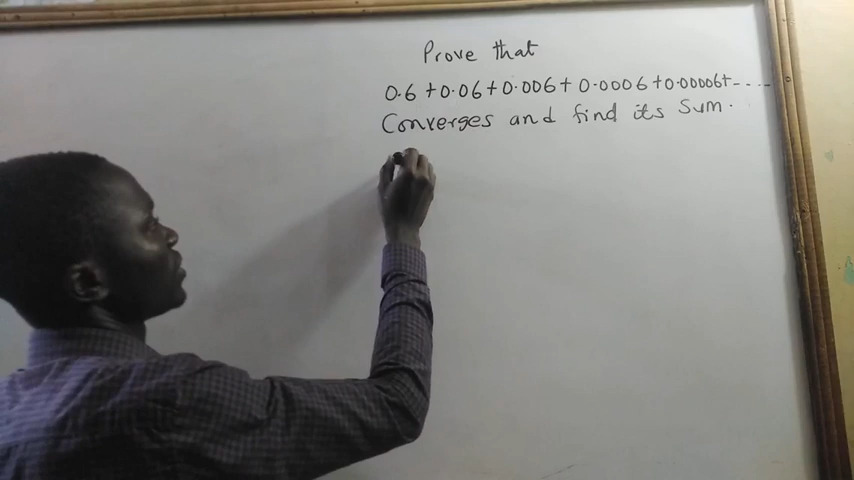 Prove that
0.6 + 0.06 + 0.006 + 0.0006 + 0.00006 + -....
Converges and find its Sum.